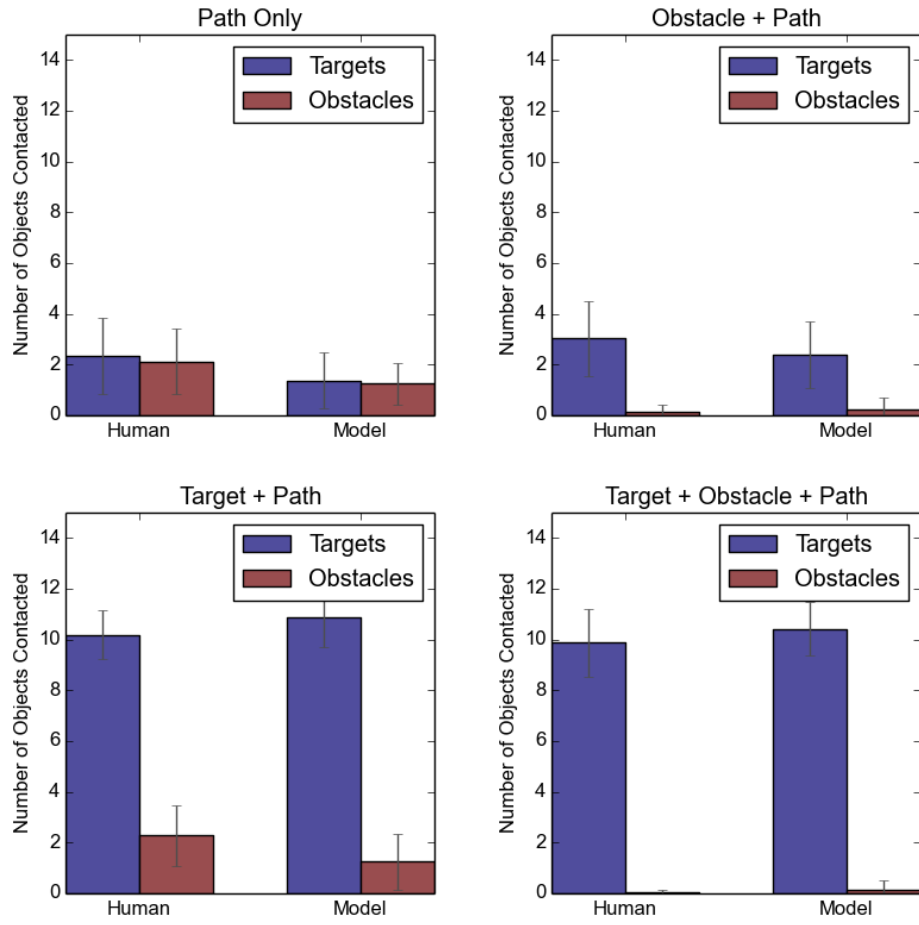 Path Only
Number of Objects Contacted
14
12
10
8
6
4
2
0
Targets
Obstacles
Human
Model
Obstacle + Path
Number of Objects Contacted
14
12
10
8
6
4
2
0
Targets
Obstacles
Human
Model
Target + Path
Number of Objects Contacted
14
12
10
8
6
4
2
0
Targets
Obstacles
Human
Model
Target + Obstacle + Path
Number of Objects Contacted
14
12
10
8
6
4
2
0
Targets
Obstacles
Human
Model